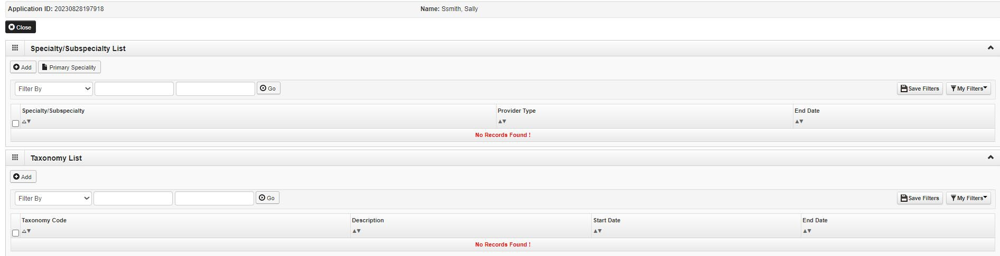 Application ID: 20230828197918 Name: Ssmith, Sally
Close
Specialty/Subspecialty List
Add Primary Speciality
Filter By Go Save Filters My Filters
Specialty/Subspecialty Provider Type End Date
No Records Found !
Taxonomy List
Add
Filter By Go Save Filters My Filters
Taxonomy Code Description Start Date End Date
No Records Found !